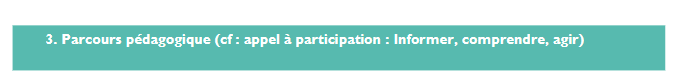 3. Parcours pédagogique (cf : appel à participation : Informer, comprendre, agir)